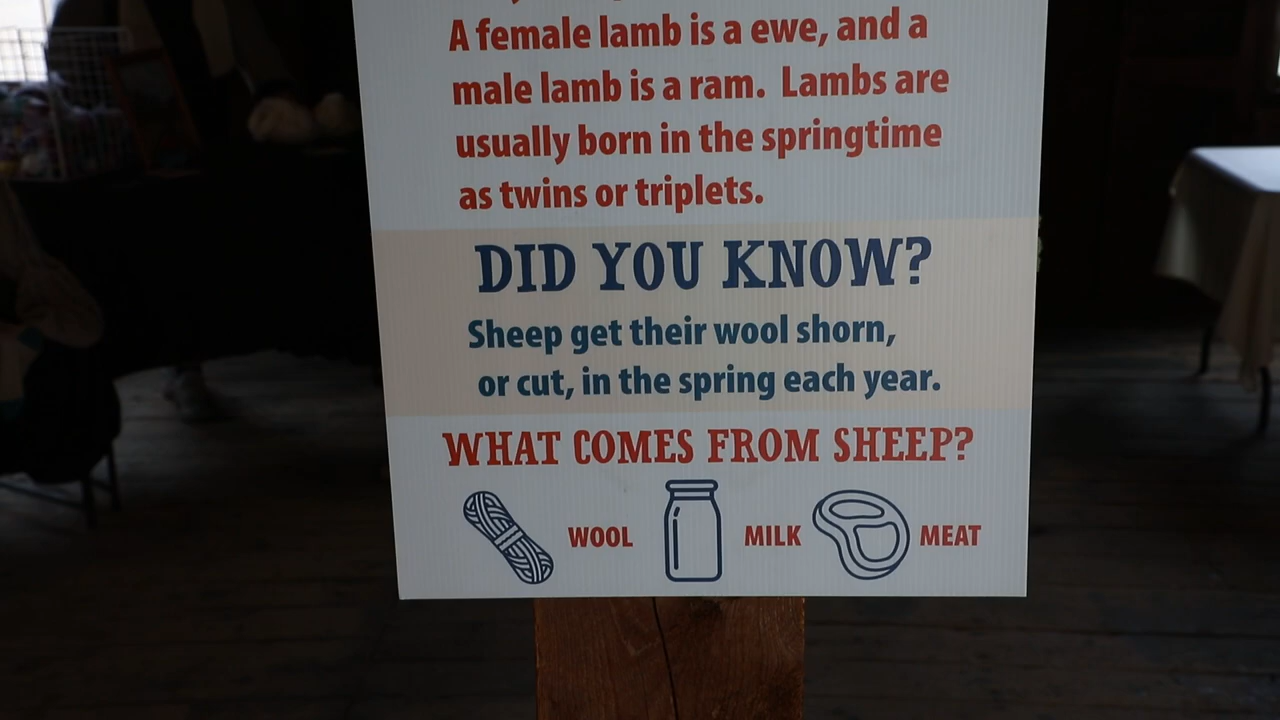 A female lamb is a ewe, and a
male lamb is a ram. Lambs are
usually born in the springtime
as twins or triplets.
DID YOU KNOW?
Sheep get their wool shorn,
or cut, in the spring each year.
WHAT COMES FROM SHEEP?
WOOL MILK MEAT